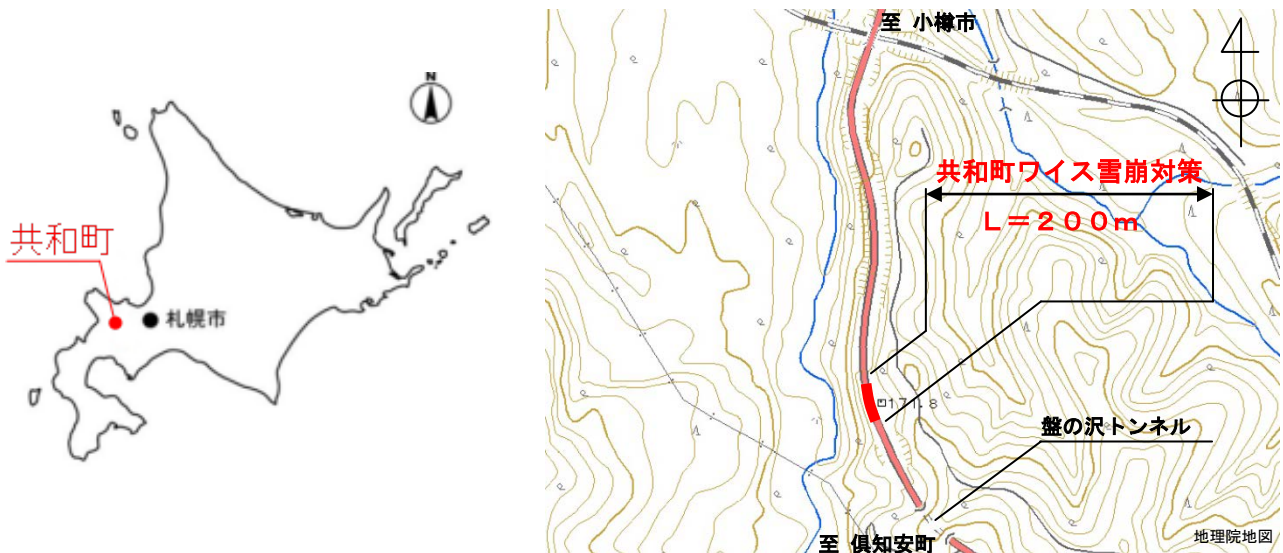 N
共和町
札幌市
至 小樽市
共和町ワイス雪崩対策
L=200m
171.8
盤の沢トンネル
至 倶知安町
地理院地図